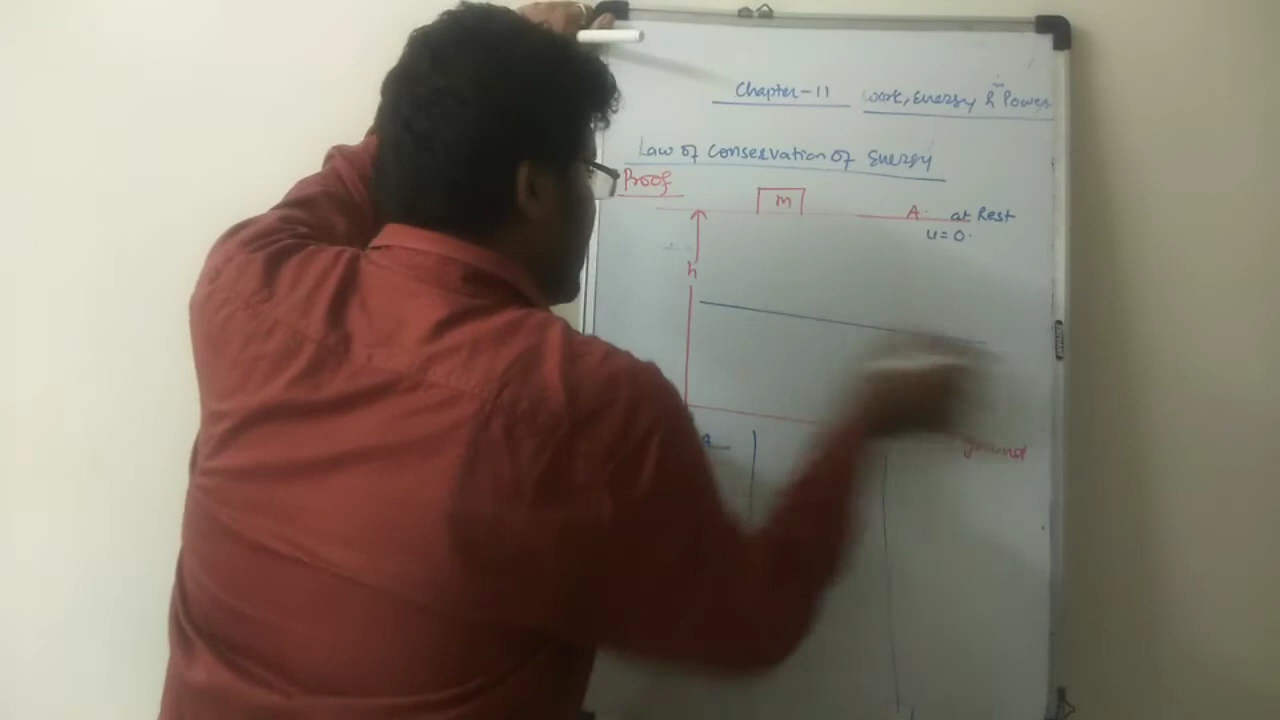 Chapter-11 Work, Energy & Power
Law of Conservation of Energy
Proof
m A. at Rest
u=0.
h
ground